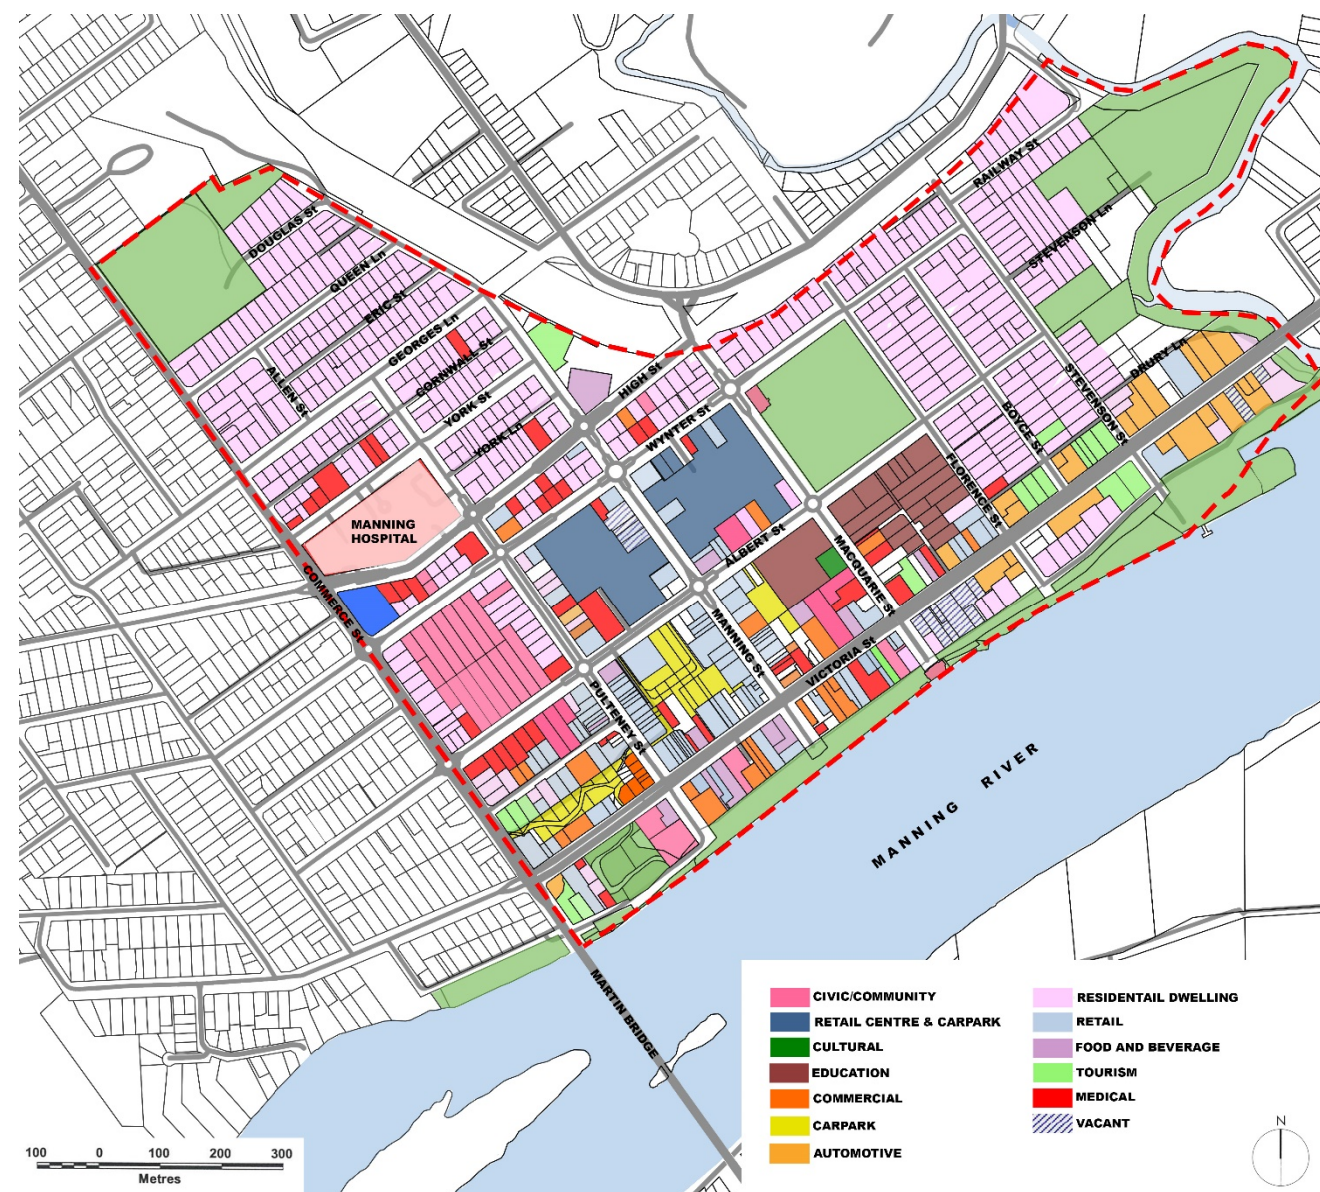 RAILWAY St
STEVENSON Ln
DOUGLAS St
QUEEN Ln
ERIC St
GEORGES Ln
CORNWALL St
ALLEN St
YORK St
YORK Ln
HIGH St
WYNTER St
DRURY Ln
STEVENSON St
BOYCE St
FLORENCE St
MANNING
HOSPITAL
ALBERT St
MACQUARIE St
COMMERCE St
MANNING St
VICTORIA St
PULTENEY St
MANNING RIVER
MARTIN BRIDGE
CIVIC/COMMUNITY
RETAIL CENTRE & CARPARK
CULTURAL
EDUCATION
COMMERCIAL
CARPARK
AUTOMOTIVE
RESIDENTAIL DWELLING
RETAIL
FOOD AND BEVERAGE
TOURISM
MEDICAL
VACANT
N
100 0 100 200 300
Metres